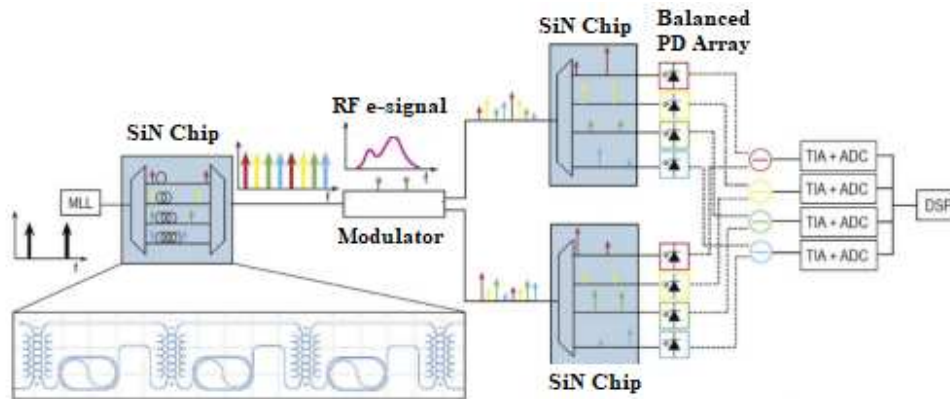 SiN Chip
Balanced
PD Array
RF e-signal
SiN Chip
f
f
TIA + ADC
MLL
TIA + ADC
DSP
f
Modulator
TIA + ADC
TIA + ADC
SiN Chip